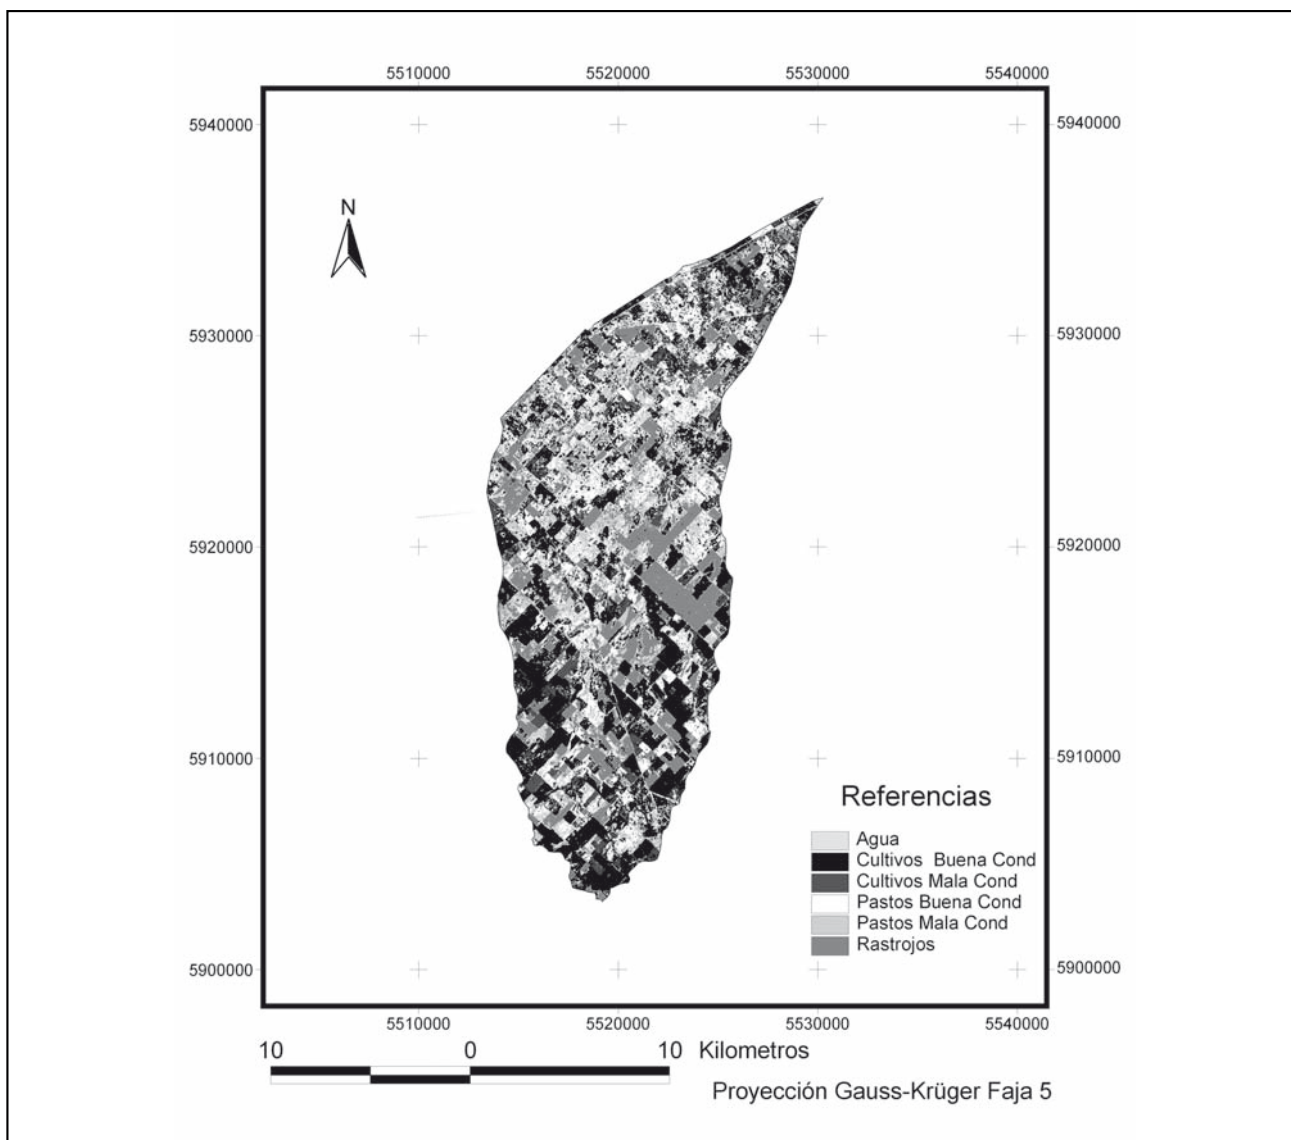 5510000 5520000 5530000 5540000
5940000 5940000
N
5930000 5930000
5920000 5920000
5910000 5910000
Referencias
Agua
Cultivos Buena Cond
Cultivos Mala Cond
Pastos Buena Cond
Pastos Mala Cond
Rastrojos
5900000 5900000
5510000 5520000 5530000 5540000
10 0 10 Kilometros
Proyección Gauss-Krüger Faja 5